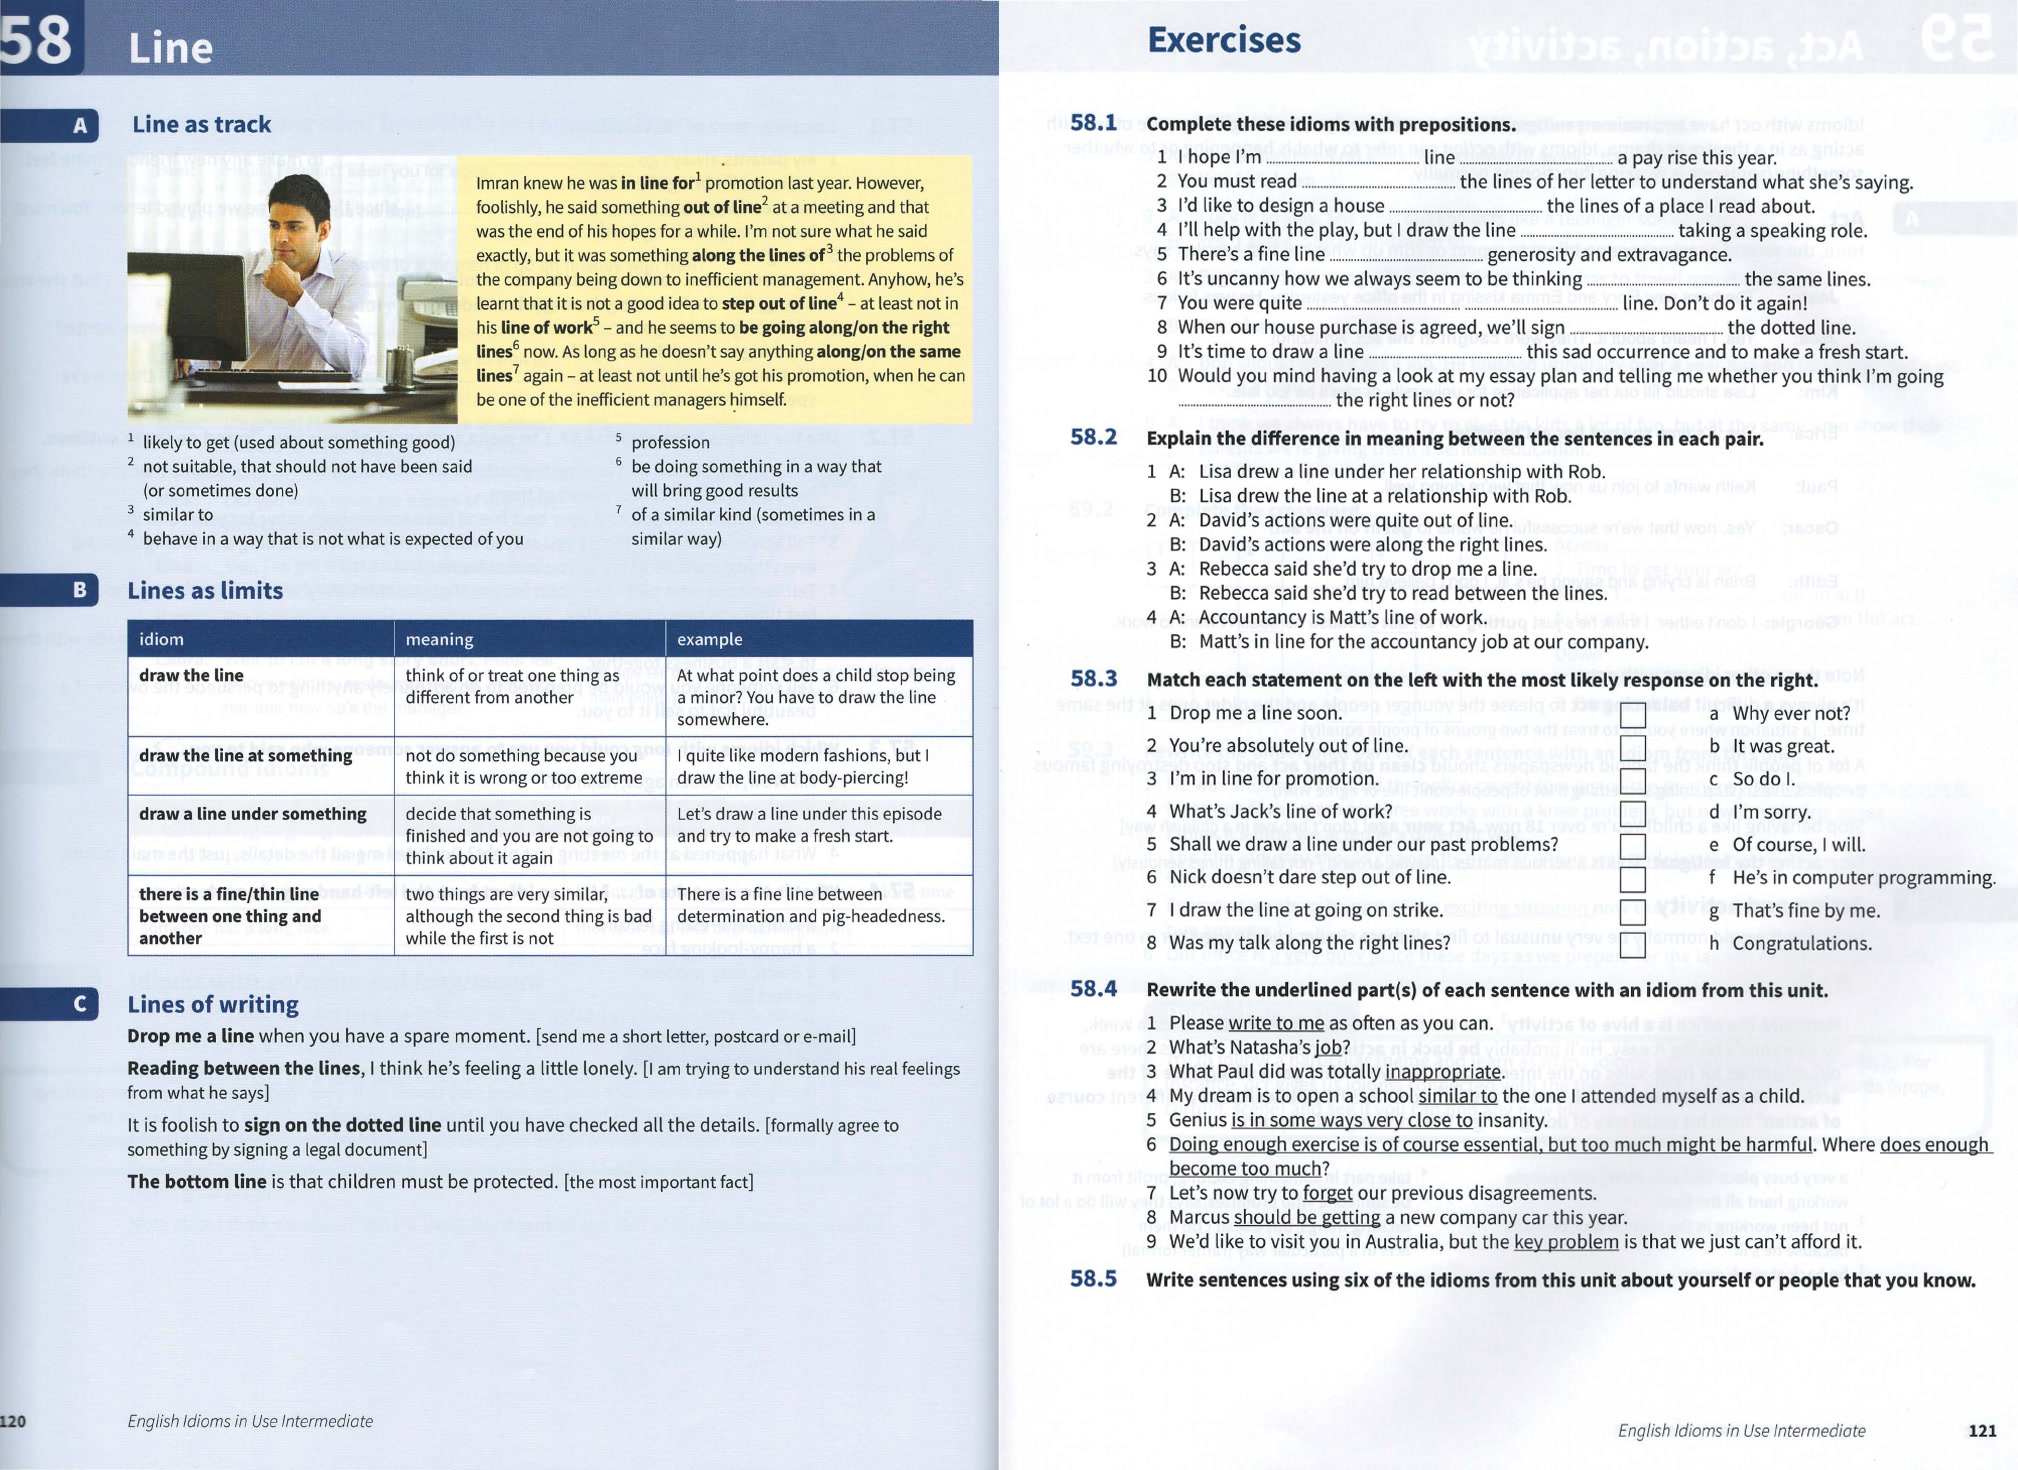 58 Line
A Line as track
Imran knew he was in line for¹ promotion last year. However,
foolishly, he said something out of line² at a meeting and that
was the end of his hopes for a while. I'm not sure what he said
exactly, but it was something along the lines of³ the problems of
the company being down to inefficient management. Anyhow, he's
learnt that it is not a good idea to step out of line⁴ – at least not in
his line of work⁵ – and he seems to be going along/on the right
lines⁶ now. As long as he doesn't say anything along/on the same
lines⁷ again – at least not until he's got his promotion, when he can
be one of the inefficient managers himself.
¹ likely to get (used about something good)
² not suitable, that should not have been said
(or sometimes done)
³ similar to
⁴ behave in a way that is not what is expected of you
⁵ profession
⁶ be doing something in a way that
will bring good results
⁷ of a similar kind (sometimes in a
similar way)
B Lines as limits
idiom meaning example
draw the line
think of or treat one thing as
different from another
At what point does a child stop being
a minor? You have to draw the line
somewhere.
draw the line at something
not do something because you
think it is wrong or too extreme
I quite like modern fashions, but I
draw the line at body-piercing!
draw a line under something
decide that something is
finished and you are not going to
think about it again
Let's draw a line under this episode
and try to make a fresh start.
there is a fine/thin line
between one thing and
another
two things are very similar,
although the second thing is bad
while the first is not
There is a fine line between
determination and pig-headedness.
C Lines of writing
Drop me a line when you have a spare moment. [send me a short letter, postcard or e-mail]
Reading between the lines, I think he's feeling a little lonely. [I am trying to understand his real feelings
from what he says]
It is foolish to sign on the dotted line until you have checked all the details. [formally agree to
something by signing a legal document]
The bottom line is that children must be protected. [the most important fact]
120 English Idioms in Use Intermediate
Exercises
58.1 Complete these idioms with prepositions.
1 I hope I'm ........ line ........ a pay rise this year.
2 You must read ........ the lines of her letter to understand what she's saying.
3 I'd like to design a house ........ the lines of a place I read about.
4 I'll help with the play, but I draw the line ........ taking a speaking role.
5 There's a fine line ........ generosity and extravagance.
6 It's uncanny how we always seem to be thinking ........ the same lines.
7 You were quite ........ ........ line. Don't do it again!
8 When our house purchase is agreed, we'll sign ........ the dotted line.
9 It's time to draw a line ........ this sad occurrence and to make a fresh start.
10 Would you mind having a look at my essay plan and telling me whether you think I'm going
........ the right lines or not?
58.2 Explain the difference in meaning between the sentences in each pair.
1 A: Lisa drew a line under her relationship with Rob.
B: Lisa drew the line at a relationship with Rob.
2 A: David's actions were quite out of line.
B: David's actions were along the right lines.
3 A: Rebecca said she'd try to drop me a line.
B: Rebecca said she'd try to read between the lines.
4 A: Accountancy is Matt's line of work.
B: Matt's in line for the accountancy job at our company.
58.3 Match each statement on the left with the most likely response on the right.
1 Drop me a line soon. a Why ever not?
2 You're absolutely out of line. b It was great.
3 I'm in line for promotion. c So do I.
4 What's Jack's line of work? d I'm sorry.
5 Shall we draw a line under our past problems? e Of course, I will.
6 Nick doesn't dare step out of line. f He's in computer programming.
7 I draw the line at going on strike. g That's fine by me.
8 Was my talk along the right lines? h Congratulations.
58.4 Rewrite the underlined part(s) of each sentence with an idiom from this unit.
1 Please write to me as often as you can.
2 What's Natasha's job?
3 What Paul did was totally inappropriate.
4 My dream is to open a school similar to the one I attended myself as a child.
5 Genius is in some ways very close to insanity.
6 Doing enough exercise is of course essential, but too much might be harmful. Where does enough
become too much?
7 Let's now try to forget our previous disagreements.
8 Marcus should be getting a new company car this year.
9 We'd like to visit you in Australia, but the key problem is that we just can't afford it.
58.5 Write sentences using six of the idioms from this unit about yourself or people that you know.
English Idioms in Use Intermediate 121